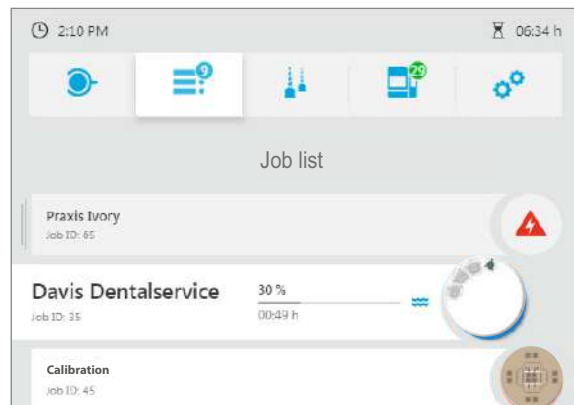 2:10 PM
06:34 h
9
29
Job list
Praxis Ivory
Job ID: 65
Davis Dentalservice
30 %
Job ID: 35
00:49 h
Calibration
Job ID: 45